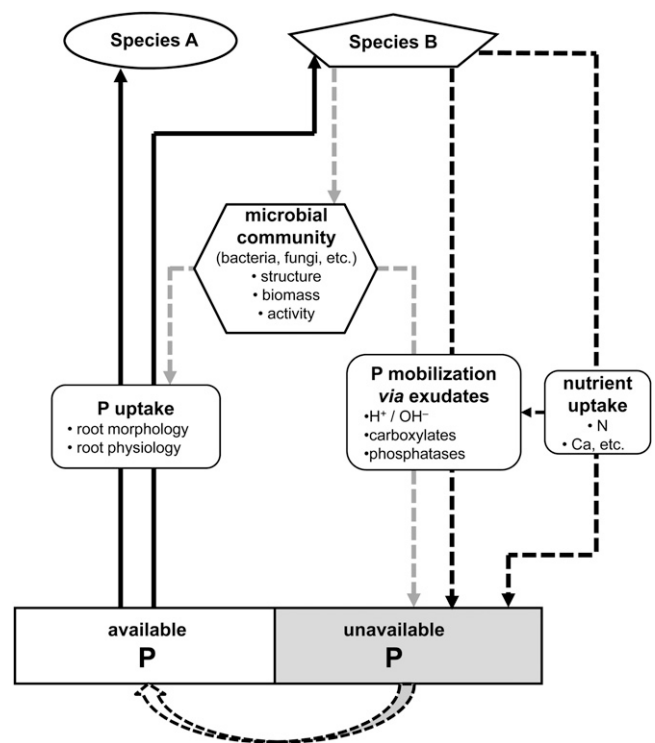 Species A
Species B
microbial
community
(bacteria, fungi, etc.)
• structure
• biomass
• activity
P uptake
• root morphology
• root physiology
P mobilization
via exudates
•H⁺ / OH⁻
•carboxylates
•phosphatases
nutrient
uptake
• N
• Ca, etc.
available
P
unavailable
P